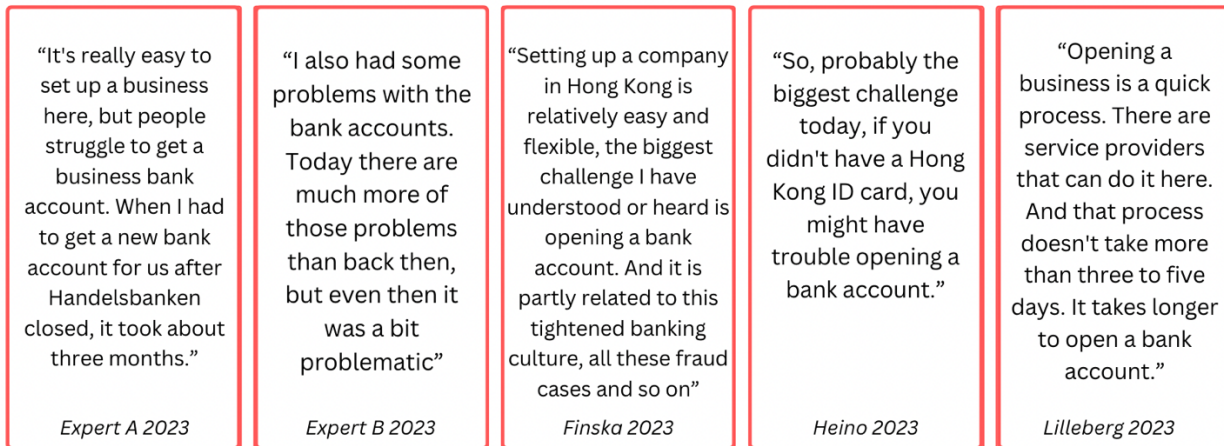 “It's really easy to
set up a business
here, but people
struggle to get a
business bank
account. When I had
to get a new bank
account for us after
Handelsbanken
closed, it took about
three months.”
Expert A 2023
“I also had some
problems with the
bank accounts.
Today there are
much more of
those problems
than back then,
but even then it
was a bit
problematic”
Expert B 2023
“Setting up a company
in Hong Kong is
relatively easy and
flexible, the biggest
challenge I have
understood or heard is
opening a bank
account. And it is
partly related to this
tightened banking
culture, all these fraud
cases and so on”
Finska 2023
“So, probably the
biggest challenge
today, if you
didn't have a Hong
Kong ID card, you
might have
trouble opening a
bank account.”
Heino 2023
“Opening a
business is a quick
process. There are
service providers
that can do it here.
And that process
doesn't take more
than three to five
days. It takes longer
to open a bank
account.”
Lilleberg 2023